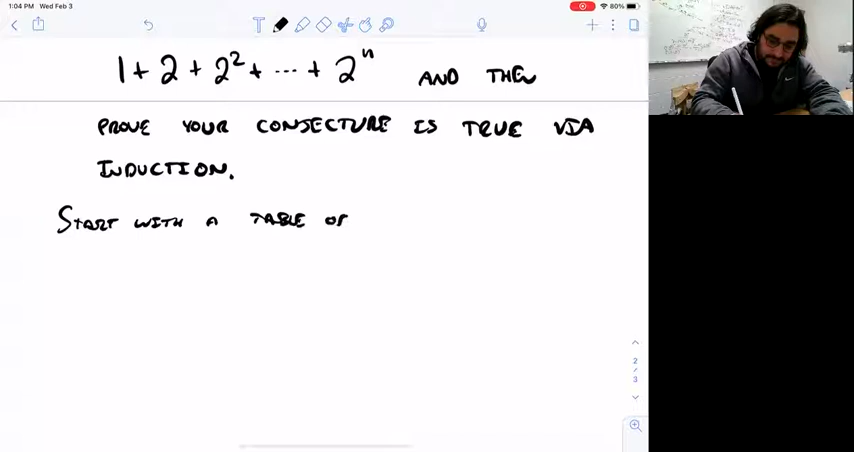 1:04 PM Wed Feb 3
80%
1 + 2 + 2² + ... + 2ⁿ AND THEN
PROVE YOUR CONJECTURE IS TRUE VIA
INDUCTION.
START WITH A TABLE OF
2
/
3